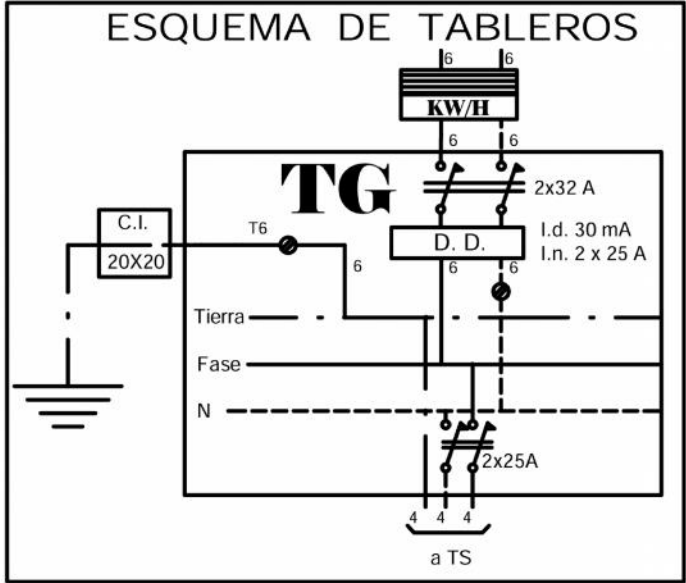 ESQUEMA DE TABLEROS
6 6
KW/H
6 6
TG
2x32 A
C.I.
20X20
T6
6
D. D.
I.d. 30 mA
I.n. 2 x 25 A
6 6
Tierra
Fase
N
2x25A
4 4 4
a TS